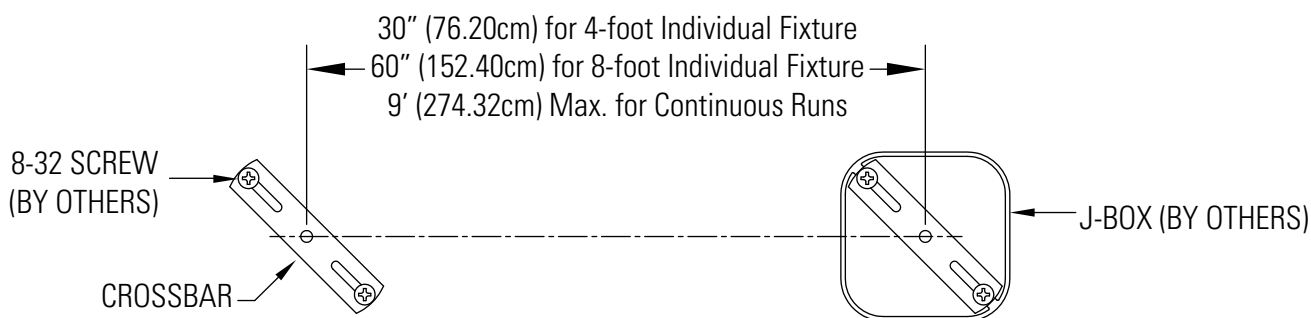 30” (76.20cm) for 4-foot Individual Fixture
60” (152.40cm) for 8-foot Individual Fixture
9’ (274.32cm) Max. for Continuous Runs
8-32 SCREW
(BY OTHERS)
J-BOX (BY OTHERS)
CROSSBAR